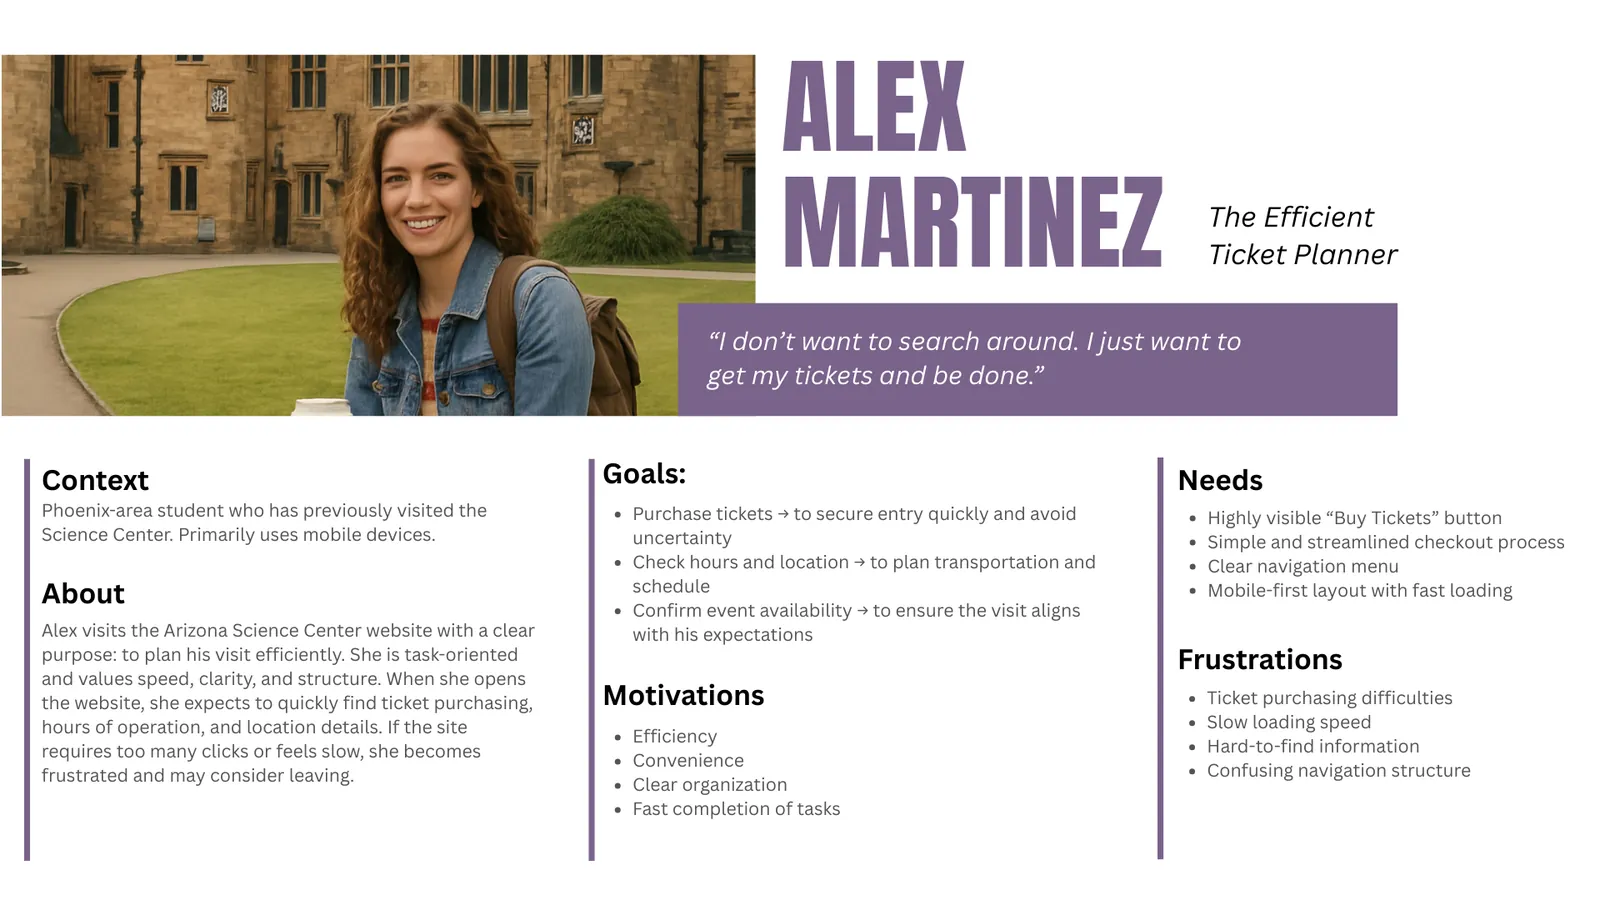 ALEX
MARTINEZ
The Efficient
Ticket Planner
“I don’t want to search around. I just want to
get my tickets and be done.”
Context
Phoenix-area student who has previously visited the
Science Center. Primarily uses mobile devices.
About
Alex visits the Arizona Science Center website with a clear
purpose: to plan his visit efficiently. She is task-oriented
and values speed, clarity, and structure. When she opens
the website, she expects to quickly find ticket purchasing,
hours of operation, and location details. If the site
requires too many clicks or feels slow, she becomes
frustrated and may consider leaving.
Goals:
• Purchase tickets → to secure entry quickly and avoid
uncertainty
• Check hours and location → to plan transportation and
schedule
• Confirm event availability → to ensure the visit aligns
with his expectations
Motivations
• Efficiency
• Convenience
• Clear organization
• Fast completion of tasks
Needs
• Highly visible “Buy Tickets” button
• Simple and streamlined checkout process
• Clear navigation menu
• Mobile-first layout with fast loading
Frustrations
• Ticket purchasing difficulties
• Slow loading speed
• Hard-to-find information
• Confusing navigation structure